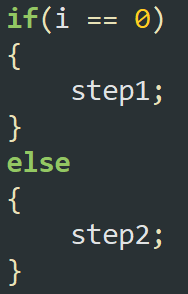 if(i == 0)
{
    step1;
}
else
{
    step2;
}